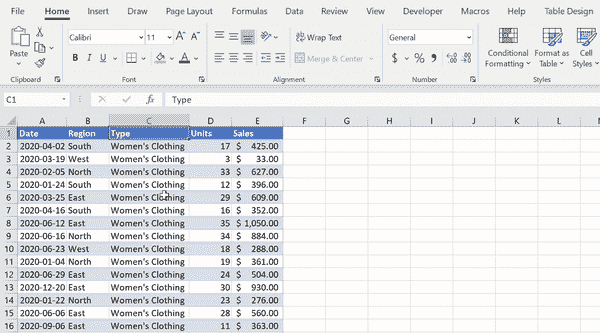 File Home Insert Draw Page Layout Formulas Data Review View Developer Macros Help Table Design
Paste Calibri 11 A^ Aˇ Wrap Text General Conditional Formatting Format as Table Cell Styles
B I U A Merge & Center $ % 9
Clipboard Font Alignment Number Styles
C1 fx Type
A B C D E F G H I J K L M
1 Date Region Type Units Sales
2 2020-04-02 South Women's Clothing 17 $ 425.00
3 2020-03-19 West Women's Clothing 3 $ 33.00
4 2020-02-05 North Women's Clothing 33 $ 627.00
5 2020-01-24 South Women's Clothing 12 $ 396.00
6 2020-03-25 East Women's Clothing 29 $ 609.00
7 2020-04-16 South Women's Clothing 16 $ 352.00
8 2020-06-12 East Women's Clothing 35 $ 1,050.00
9 2020-06-16 North Women's Clothing 34 $ 884.00
10 2020-06-23 West Women's Clothing 18 $ 288.00
11 2020-01-04 North Women's Clothing 19 $ 361.00
12 2020-06-29 East Women's Clothing 24 $ 504.00
13 2020-12-20 East Women's Clothing 30 $ 930.00
14 2020-01-22 North Women's Clothing 23 $ 276.00
15 2020-06-06 East Women's Clothing 28 $ 560.00
16 2020-09-06 East Women's Clothing 11 $ 363.00